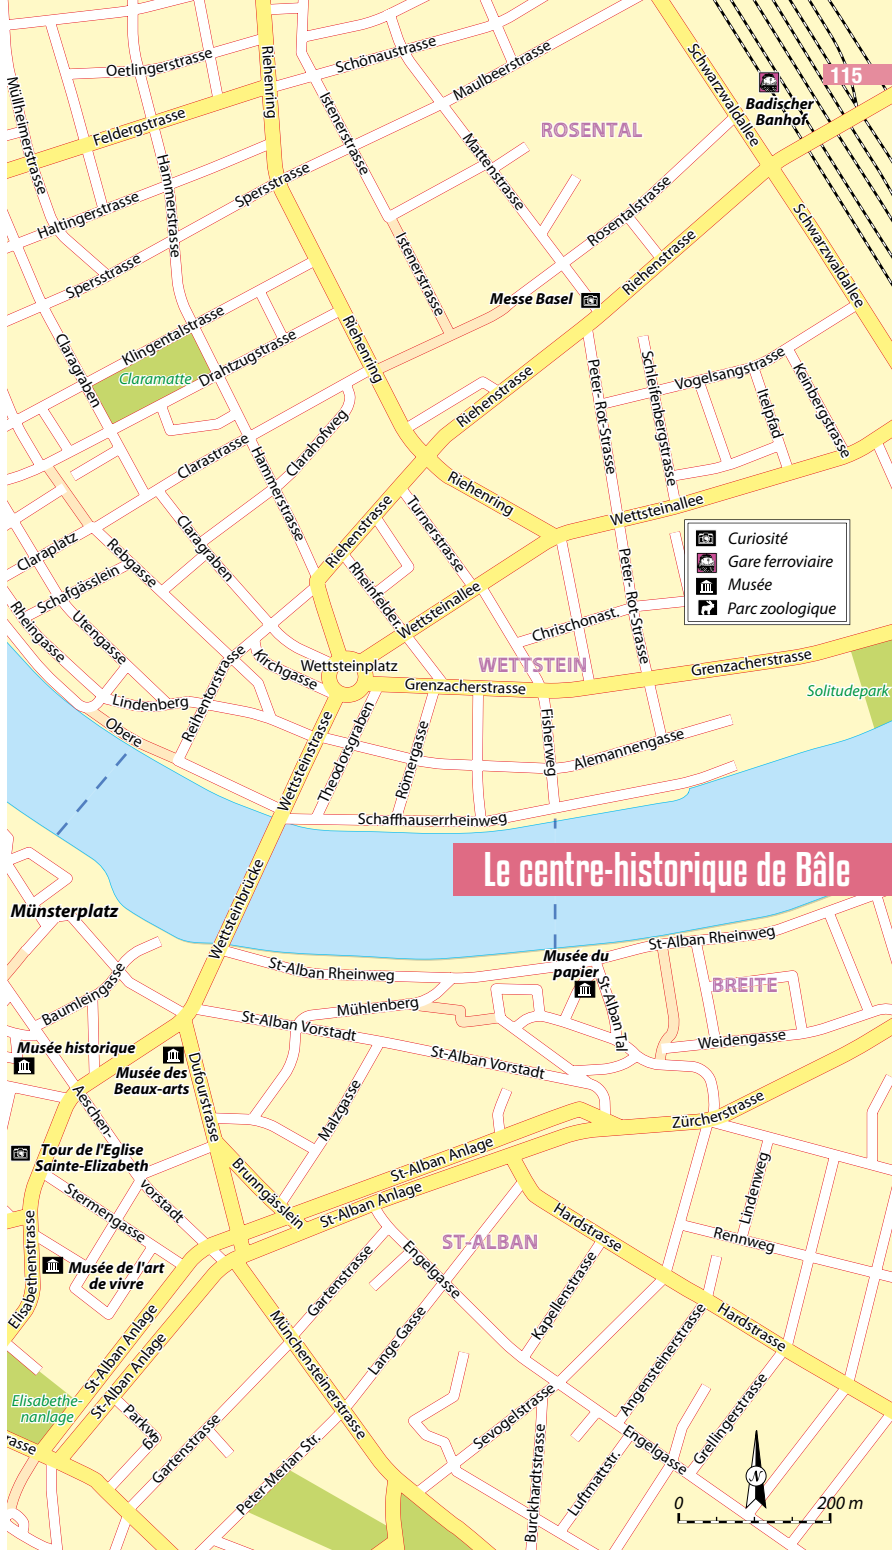 115
Oetlingerstrasse
Schönaustrasse
Maulbeerstrasse
Schwarzwaldallee
Badischer
Banhof
Müllheimerstrasse
Riehenring
Feldergstrasse
Istenerstrasse
Mattenstrasse
ROSENTAL
Hammerstrasse
Haltingerstrasse
Spersstrasse
Spersstrasse
Istenerstrasse
Rosentalstrasse
Riehenstrasse
Schwarzwaldallee
Messe Basel
Klingentalstrasse
Drahtzugstrasse
Riehenring
Claragraben
Claramatte
Riehenstrasse
Peter- Rot-Strasse
Schleifenbergstrasse
Vogelsangstrasse
Itelpfad
Keinbergstrasse
Clarastrasse
Clarahofweg
Hammerstrasse
Riehenring
Wettsteinallee
Riehenstrasse
Turnerstrasse
Claraplatz
Rebgasse
Claragraben
Schafgässlein
Rheingasse
Utengasse
Rheinfelder.
Wettsteinallee
Peter- Rot-Strasse
Chrischonast.
Curiosité
Gare ferroviaire
Musée
Parc zoologique
Kirchgasse
Wettsteinplatz
WETTSTEIN
Grenzacherstrasse
Grenzacherstrasse
Solitudepark
Reihentorstrasse
Lindenberg
Obere
Wettsteinstrasse
Theodorsgraben
Römergasse
Fisherweg
Alemannengasse
Schaffhauserrheinweg
Le centre-historique de Bâle
Wettsteinbrücke
Münsterplatz
St-Alban Rheinweg
St-Alban Rheinweg
Musée du
papier
St-Alban Tal
BREITE
Baumleingasse
Mühlenberg
St-Alban Vorstadt
St-Alban Vorstadt
Weidengasse
Musée historique
Musée des
Beaux-arts
Dufourstrasse
Aeschen-
vorstadt
Malzgasse
Zürcherstrasse
Tour de l'Eglise
Sainte-Elizabeth
St-Alban Anlage
St-Alban Anlage
Brunngässlein
Stermengasse
Elisabethenstrasse
Musée de l'art
de vivre
ST-ALBAN
Hardstrasse
Lindenweg
Rennweg
Engelgasse
Gartenstrasse
Kapellenstrasse
Hardstrasse
Lange Gasse
Münchensteinerstrasse
St-Alban Anlage
St-Alban Anlage
Angensteinerstrasse
Grellingerstrasse
Elisabethe-
nanlage
Parkweg
rasse
Gartenstrasse
Peter-Merian Str.
Sevogelstrasse
Engelgasse
Burckhardtstrasse
Luftmattstr.
N
0
200 m